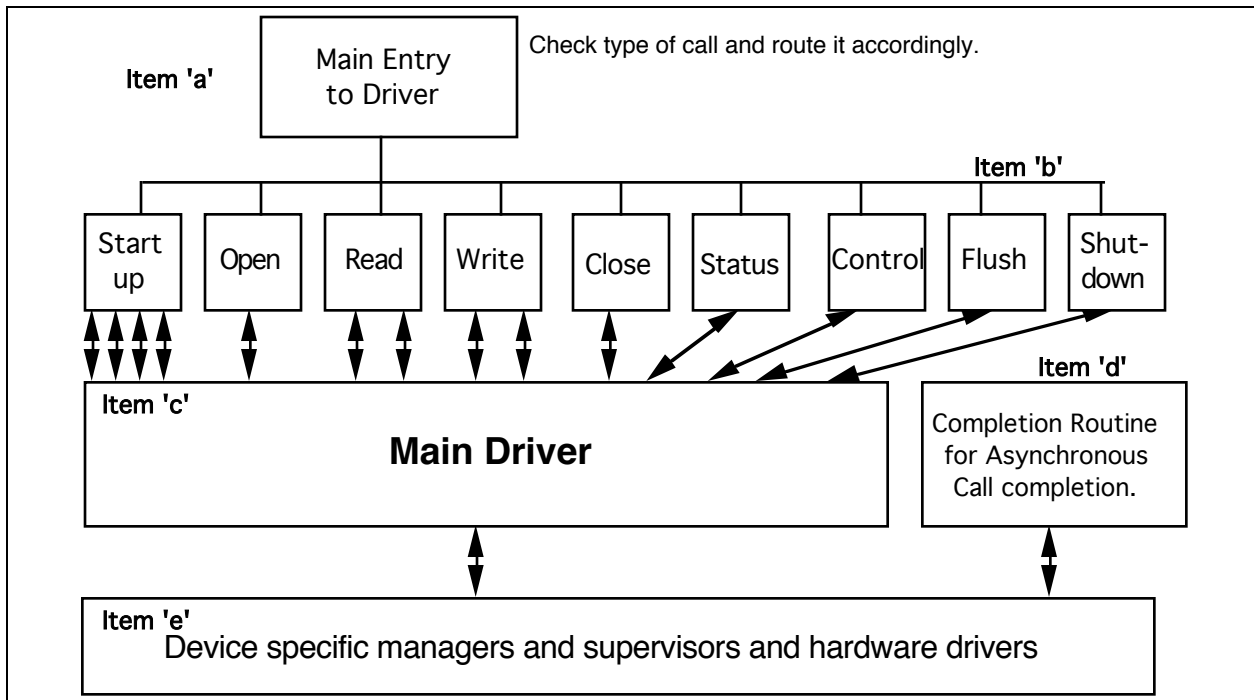 Main Entry
to Driver
Check type of call and route it accordingly.
Item 'a'
Item 'b'
Start
up
Open
Read
Write
Close
Status
Control
Flush
Shut-
down
Item 'c'
Main Driver
Item 'd'
Completion Routine
for Asynchronous
Call completion.
Item 'e'
Device specific managers and supervisors and hardware drivers